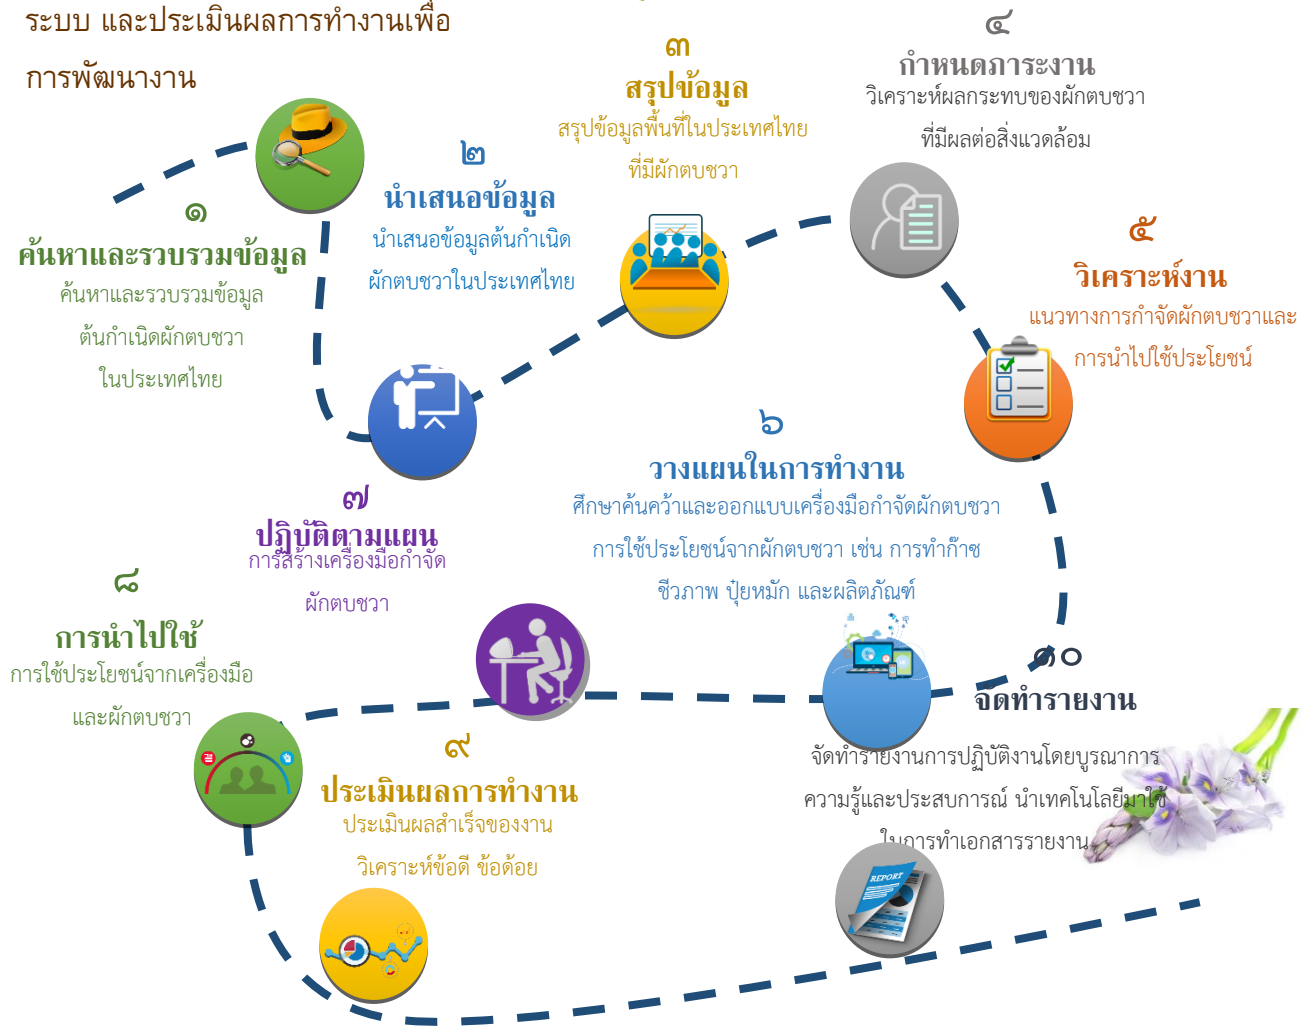 ระบบ และประเมินผลการทำงานเพื่อ
การพัฒนางาน
๑
ค้นหาและรวบรวมข้อมูล
ค้นหาและรวบรวมข้อมูล
ต้นกำเนิดผักตบชวา
ในประเทศไทย
๒
นำเสนอข้อมูล
นำเสนอข้อมูลต้นกำเนิด
ผักตบชวาในประเทศไทย
๓
สรุปข้อมูล
สรุปข้อมูลพื้นที่ในประเทศไทย
ที่มีผักตบชวา
๔
กำหนดภาระงาน
วิเคราะห์ผลกระทบของผักตบชวา
ที่มีผลต่อสิ่งแวดล้อม
๕
วิเคราะห์งาน
แนวทางการกำจัดผักตบชวาและ
การนำไปใช้ประโยชน์
๖
วางแผนในการทำงาน
ศึกษาค้นคว้าและออกแบบเครื่องมือกำจัดผักตบชวา
การใช้ประโยชน์จากผักตบชวา เช่น การทำก๊าซ
ชีวภาพ ปุ๋ยหมัก และผลิตภัณฑ์
๗
ปฏิบัติตามแผน
การสร้างเครื่องมือกำจัด
ผักตบชวา
๘
การนำไปใช้
การใช้ประโยชน์จากเครื่องมือ
และผักตบชวา
๙
ประเมินผลการทำงาน
ประเมินผลสำเร็จของงาน
วิเคราะห์ข้อดี ข้อด้อย
๑๐
จัดทำรายงาน
จัดทำรายงานการปฏิบัติงานโดยบูรณาการ
ความรู้และประสบการณ์ นำเทคโนโลยีมาใช้
ในการทำเอกสารรายงาน
REPORT